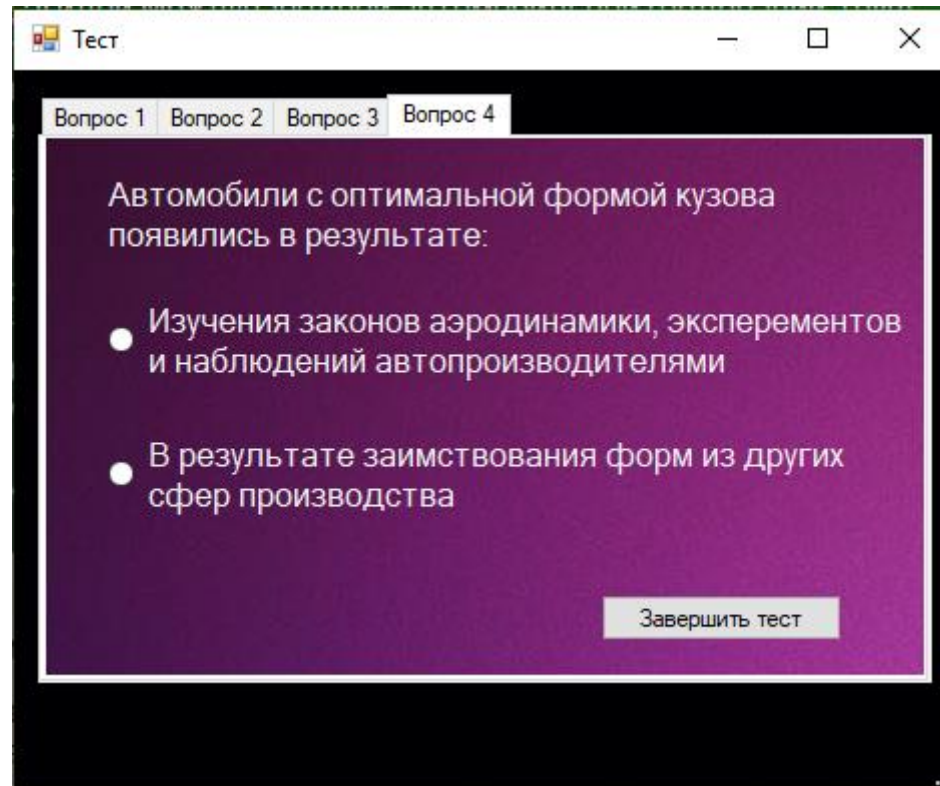 Тест
Вопрос 1 Вопрос 2 Вопрос 3 Вопрос 4
Автомобили с оптимальной формой кузова
появились в результате:
Изучения законов аэродинамики, эксперементов
и наблюдений автопроизводителями
В результате заимствования форм из других
сфер производства
Завершить тест